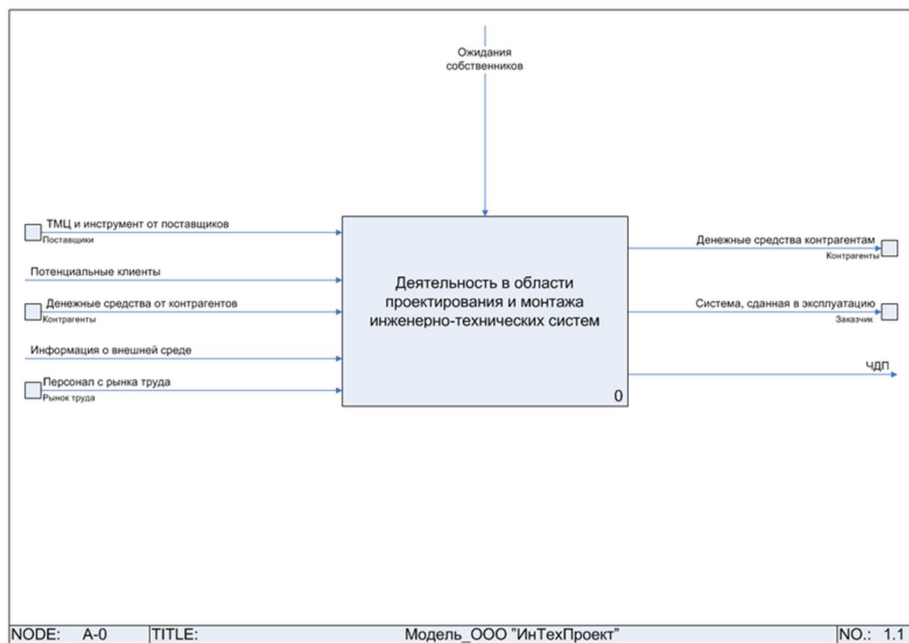 Ожидания
собственников
ТМЦ и инструмент от поставщиков
Поставщики
Потенциальные клиенты
Денежные средства от контрагентов
Контрагенты
Информация о внешней среде
Персонал с рынка труда
Рынок труда
Деятельность в области
проектирования и монтажа
инженерно-технических систем
0
Денежные средства контрагентам
Контрагенты
Система, сданная в эксплуатацию
Заказчик
ЧДП
NODE: A-0 TITLE: Модель_ООО "ИнТехПроект" NO.: 1.1